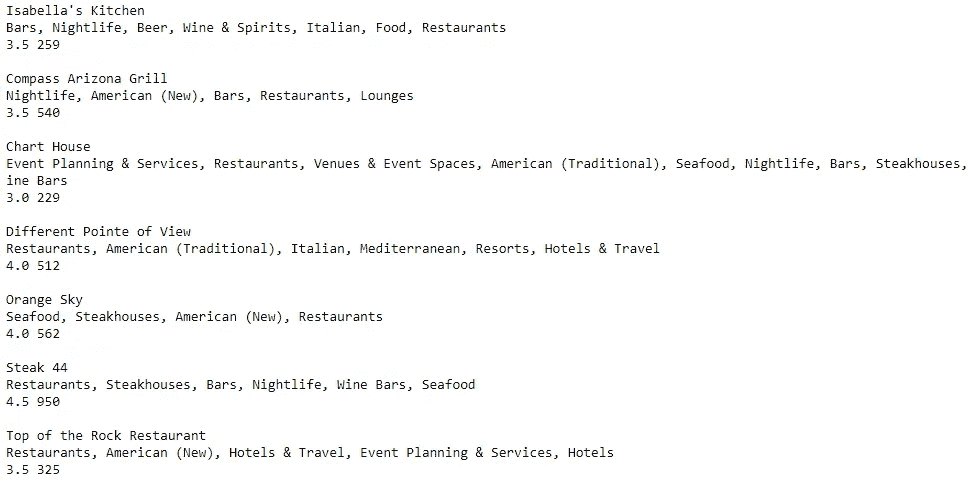 Isabella's Kitchen
Bars, Nightlife, Beer, Wine & Spirits, Italian, Food, Restaurants
3.5 259
Compass Arizona Grill
Nightlife, American (New), Bars, Restaurants, Lounges
3.5 540
Chart House
Event Planning & Services, Restaurants, Venues & Event Spaces, American (Traditional), Seafood, Nightlife, Bars, Steakhouses,
ine Bars
3.0 229
Different Pointe of View
Restaurants, American (Traditional), Italian, Mediterranean, Resorts, Hotels & Travel
4.0 512
Orange Sky
Seafood, Steakhouses, American (New), Restaurants
4.0 562
Steak 44
Restaurants, Steakhouses, Bars, Nightlife, Wine Bars, Seafood
4.5 950
Top of the Rock Restaurant
Restaurants, American (New), Hotels & Travel, Event Planning & Services, Hotels
3.5 325